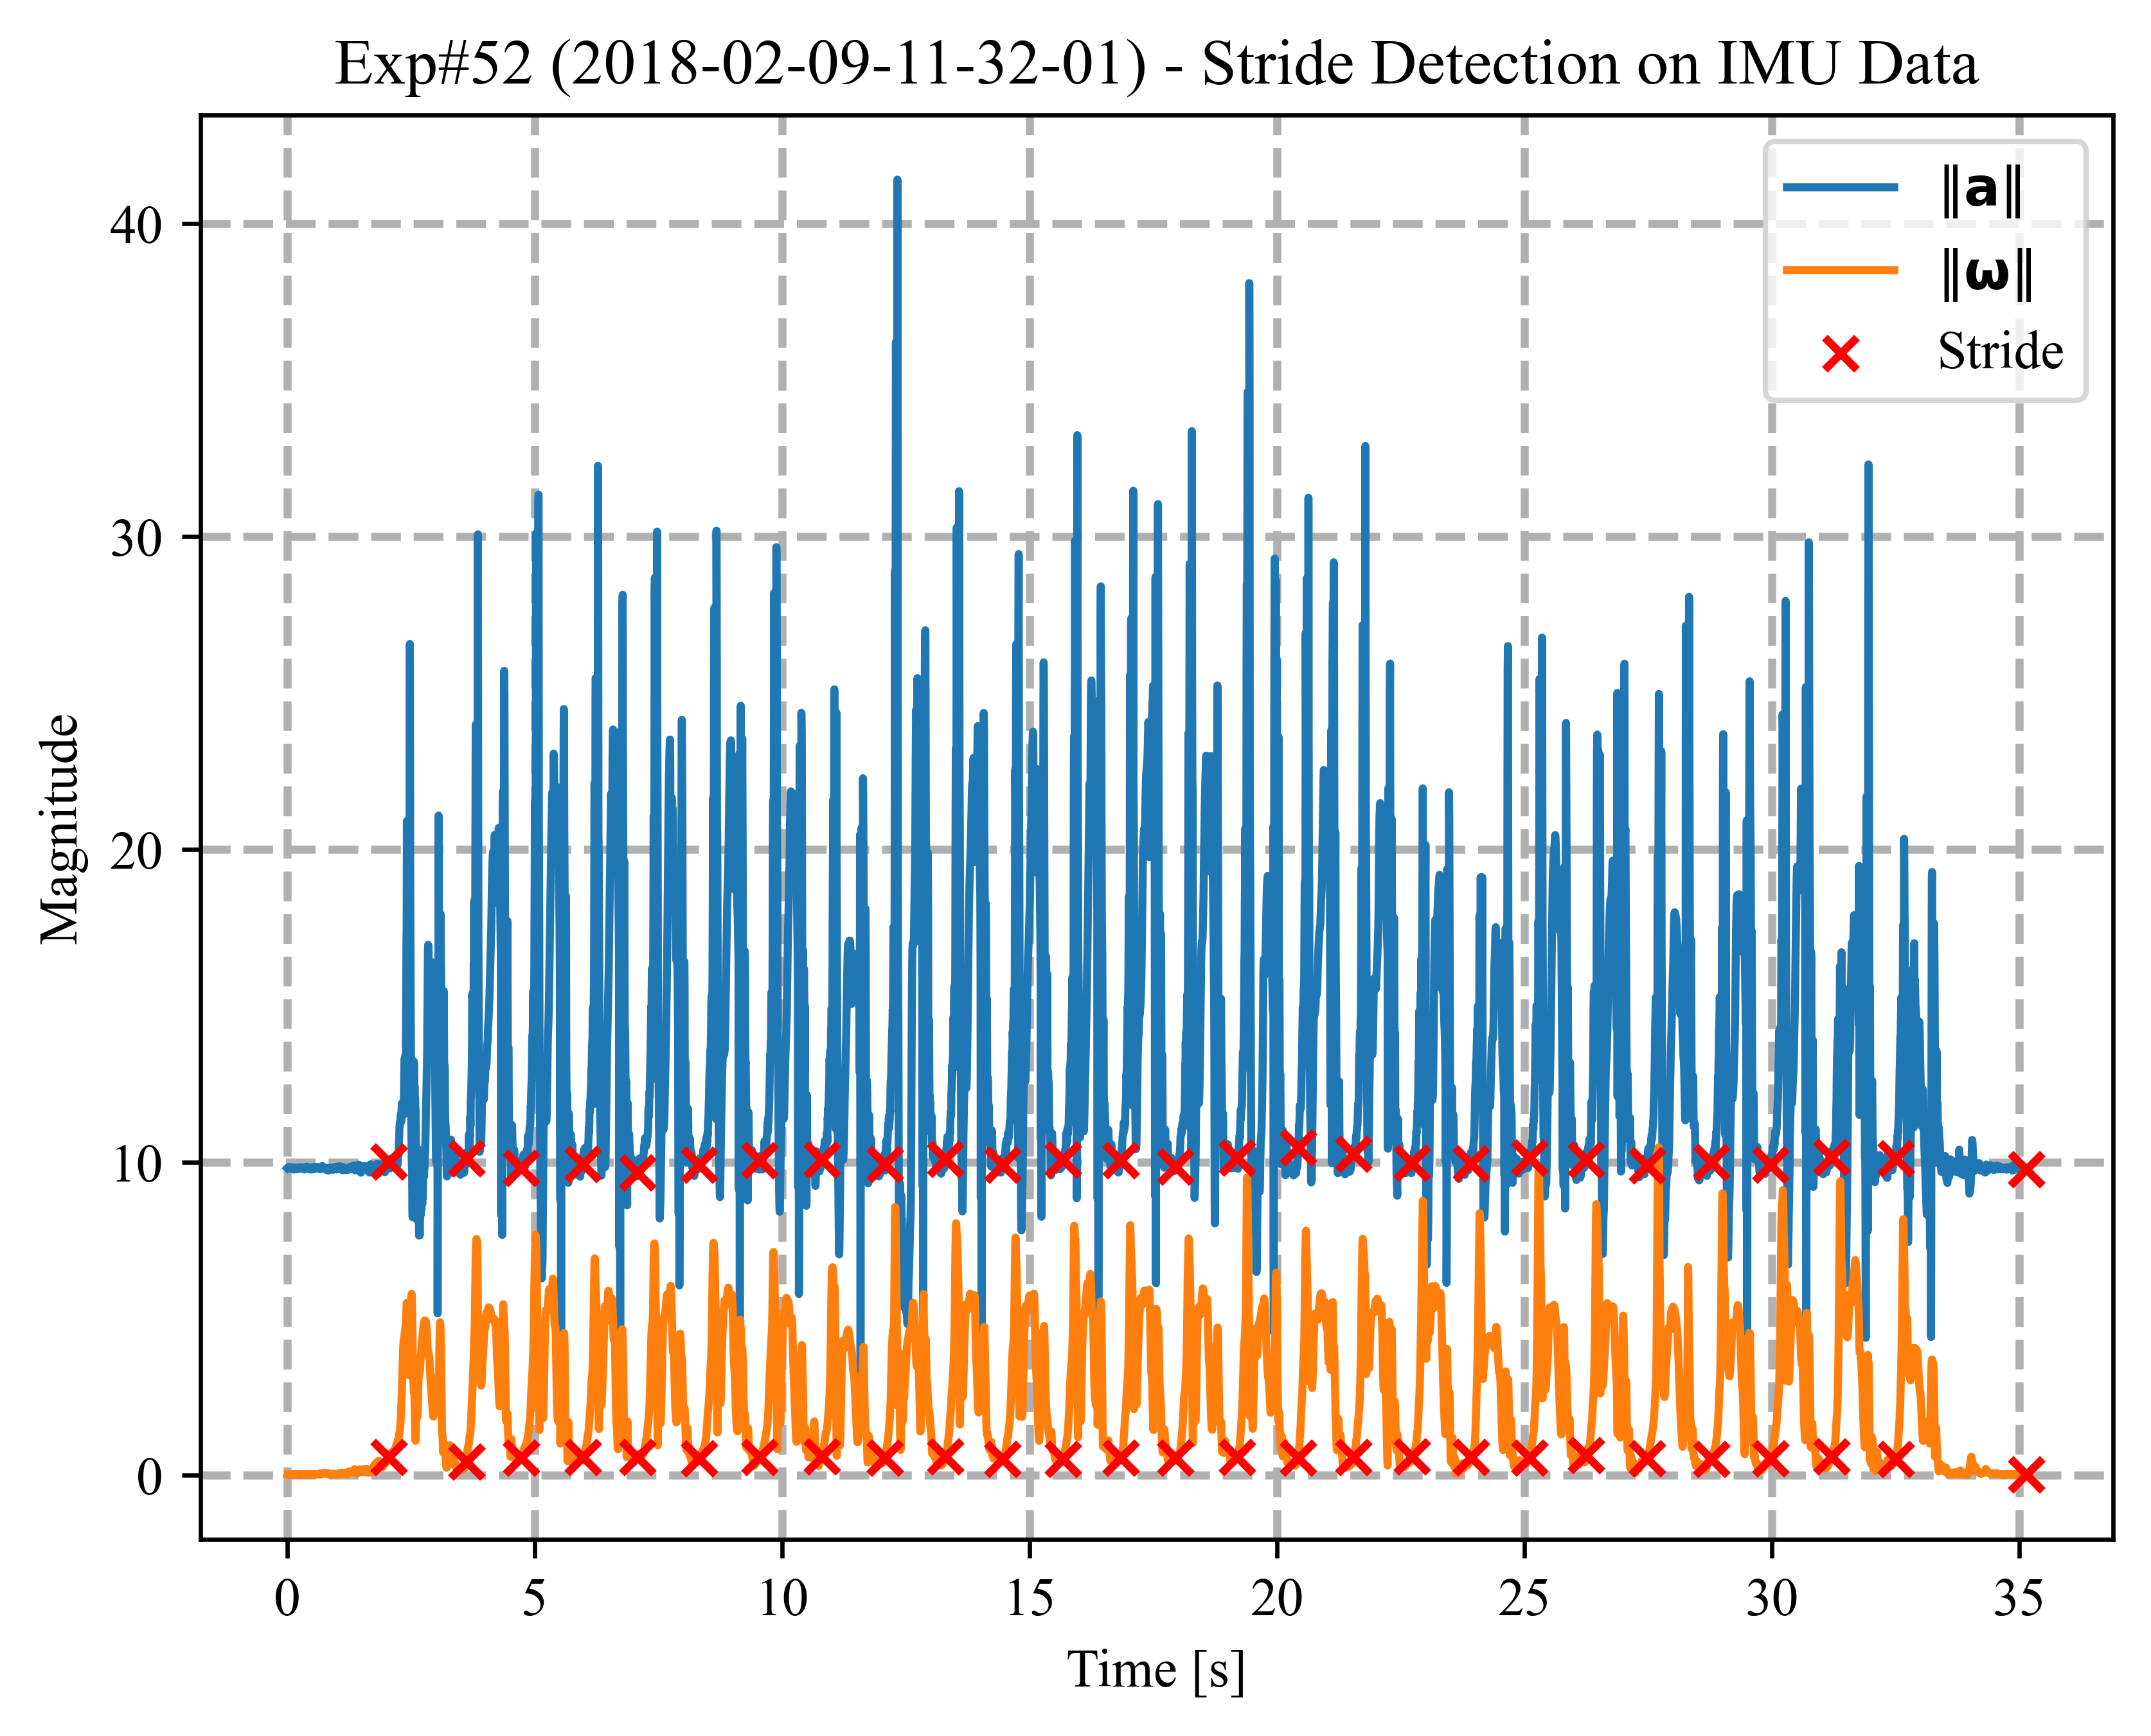 Exp#52 (2018-02-09-11-32-01) - Stride Detection on IMU Data
‖a‖
‖ω‖
Stride
40
30
20
10
0
Magnitude
0 5 10 15 20 25 30 35
Time [s]